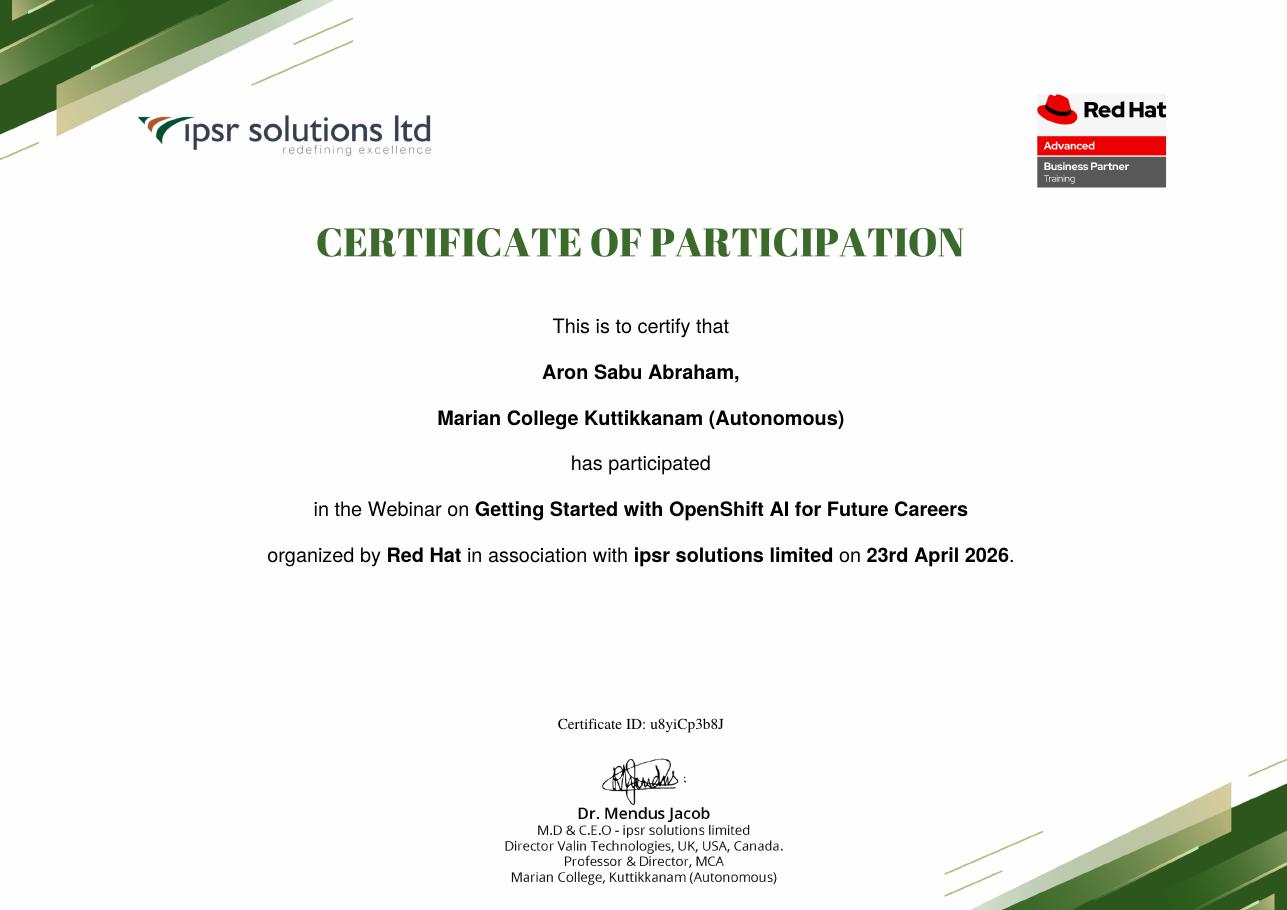 ipsr solutions ltd
redefining excellence
Red Hat
Advanced
Business Partner
Training
CERTIFICATE OF PARTICIPATION
This is to certify that
Aron Sabu Abraham,
Marian College Kuttikkanam (Autonomous)
has participated
in the Webinar on Getting Started with OpenShift AI for Future Careers
organized by Red Hat in association with ipsr solutions limited on 23rd April 2026.
Certificate ID: u8yiCp3b8J
Dr. Mendus Jacob
M.D & C.E.O - ipsr solutions limited
Director Valin Technologies, UK, USA, Canada.
Professor & Director, MCA
Marian College, Kuttikkanam (Autonomous)